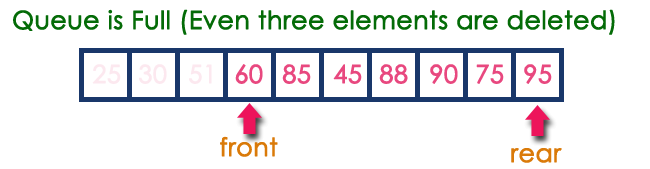 Queue is Full (Even three elements are deleted)
25 30 51 60 85 45 88 90 75 95
front
rear